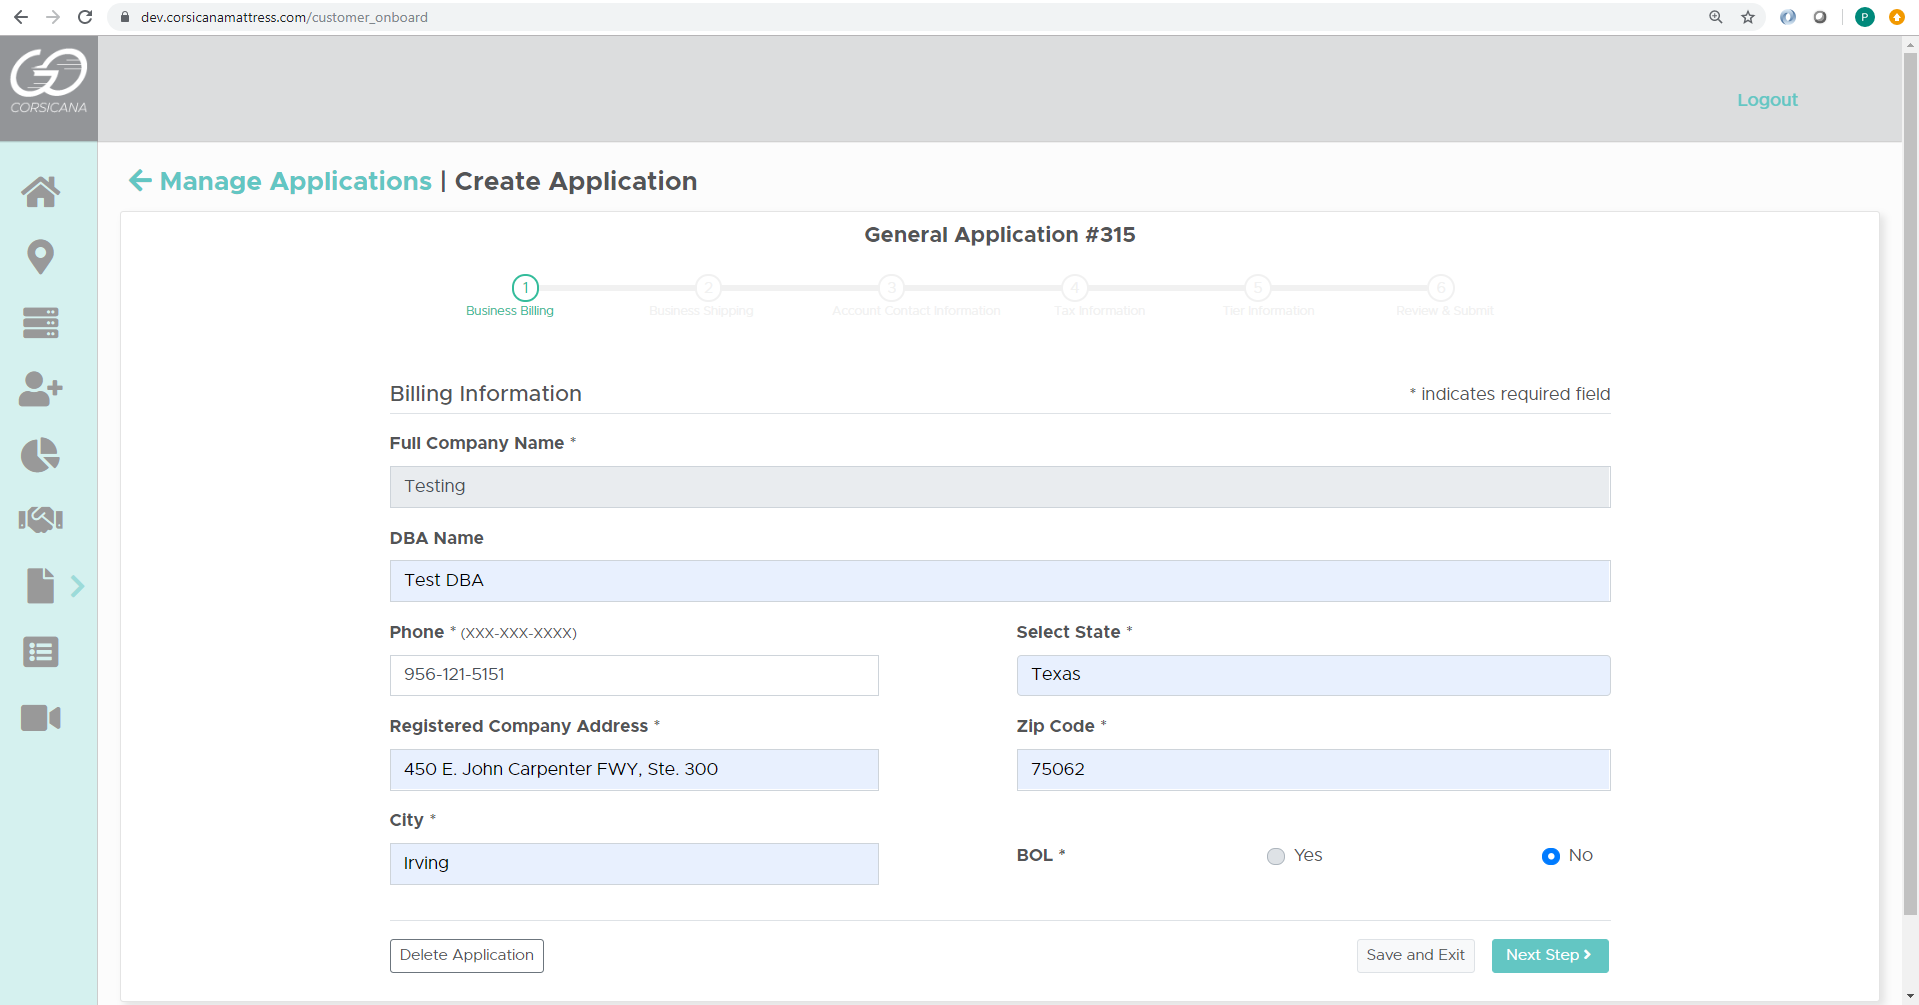 dev.corsicanamattress.com/customer_onboard
P
GO
CORSICANA
Logout
Manage Applications | Create Application
General Application #315
1 2 3 4 5 6
Business Billing Business Shipping Account Contact Information Tax Information Tier Information Review & Submit
Billing Information * indicates required field
Full Company Name *
Testing
DBA Name
Test DBA
Phone * (XXX-XXX-XXXX) Select State *
956-121-5151 Texas
Registered Company Address * Zip Code *
450 E. John Carpenter FWY, Ste. 300 75062
City *
BOL * Yes No
Irving
Delete Application Save and Exit Next Step